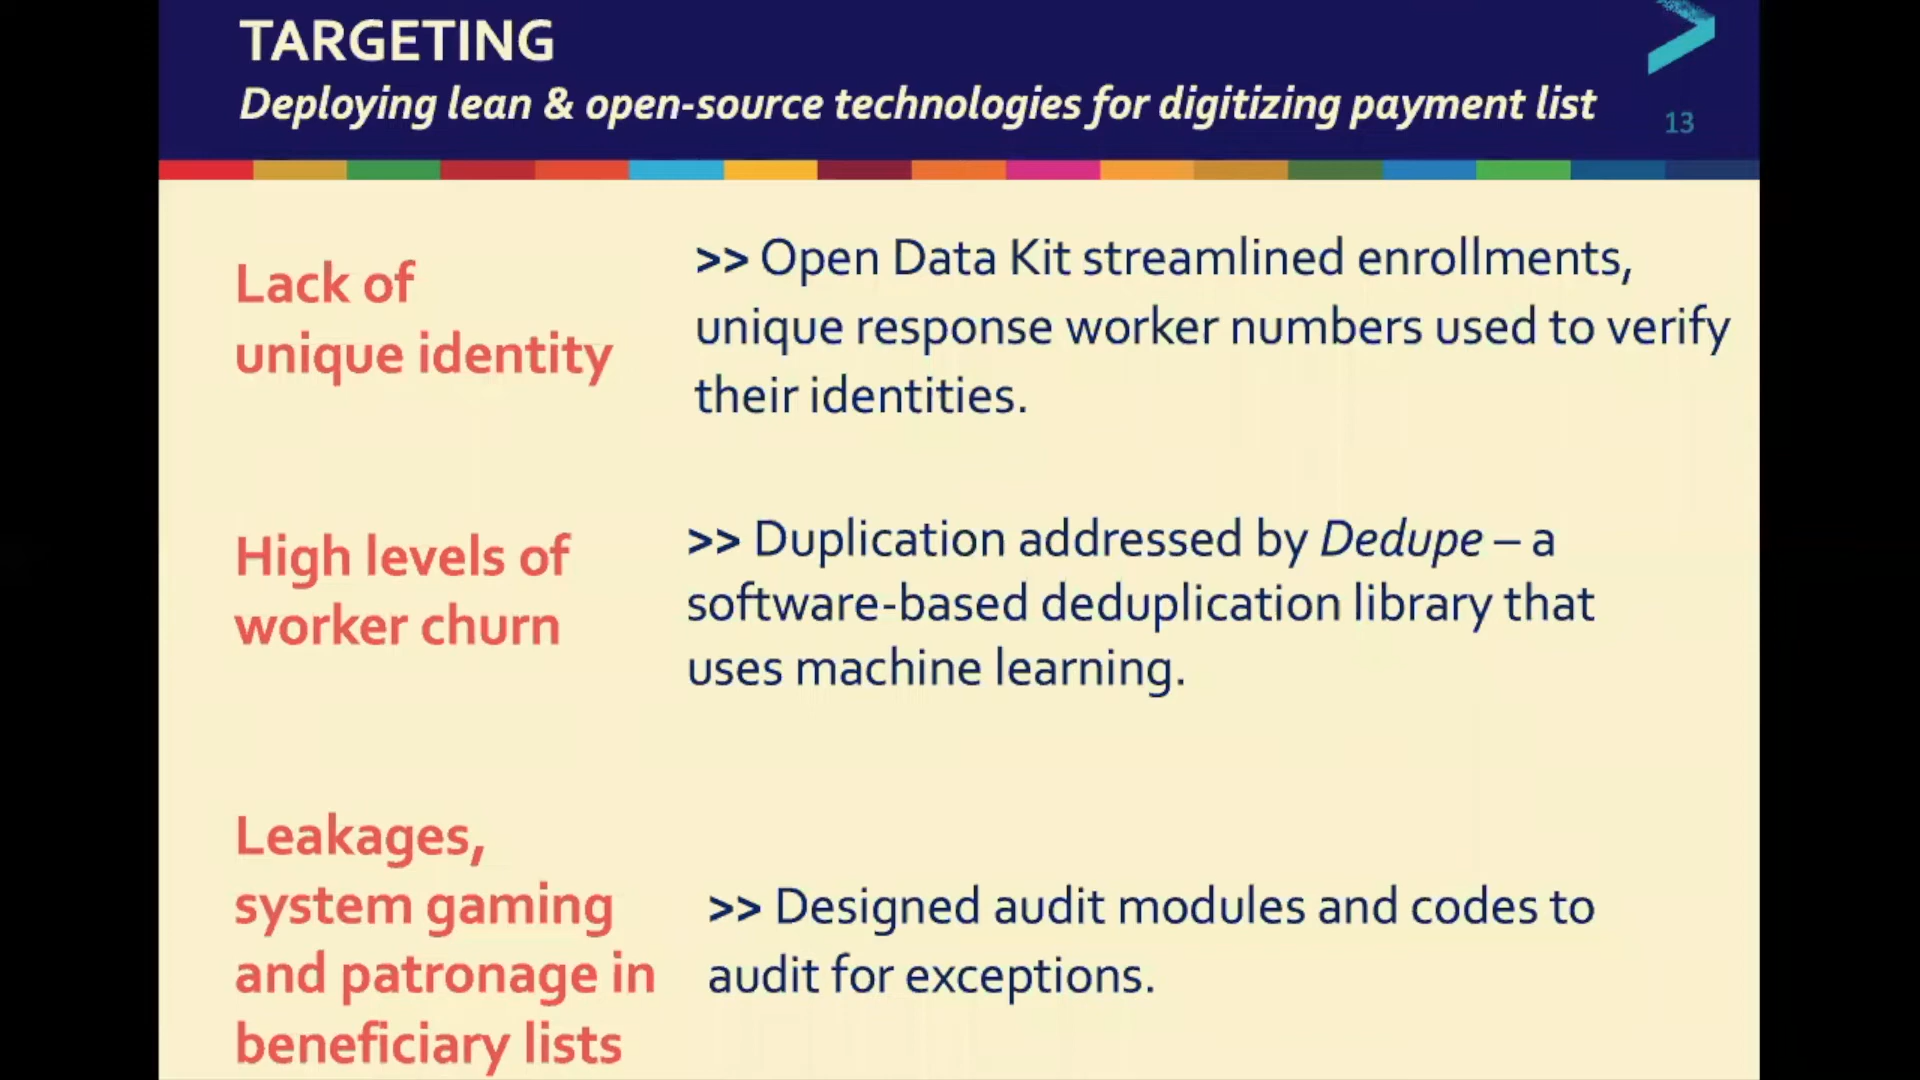 TARGETING
Deploying lean & open-source technologies for digitizing payment list
13
Lack of
unique identity
>> Open Data Kit streamlined enrollments,
unique response worker numbers used to verify
their identities.
High levels of
worker churn
>> Duplication addressed by Dedupe – a
software-based deduplication library that
uses machine learning.
Leakages,
system gaming
and patronage in
beneficiary lists
>> Designed audit modules and codes to
audit for exceptions.